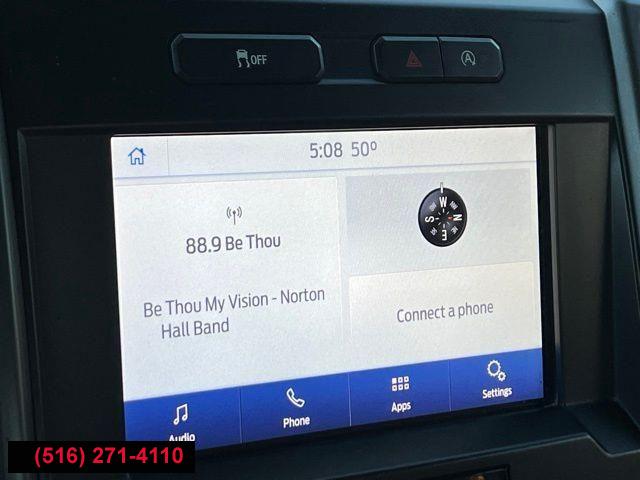 OFF
A
5:08 50°
88.9 Be Thou
Be Thou My Vision - Norton
Hall Band
W
S N
E
Connect a phone
Audio
Phone
Apps
Settings
(516) 271-4110